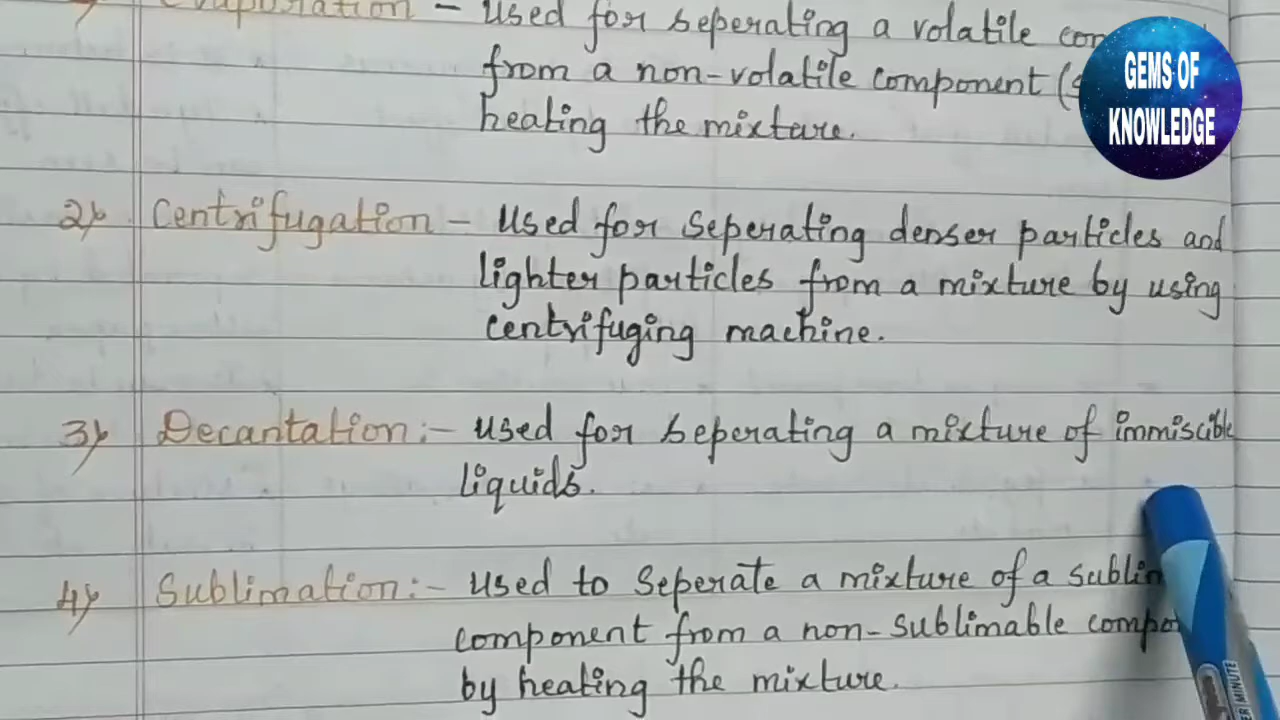 Evaporation - Used for seperating a volatile
from a non-volatile component
heating the mixture.
2) Centrifugation - Used for Seperating denser particles and
lighter particles from a mixture by using
centrifuging machine.
3) Decantation:- Used for seperating a mixture of immiscible
liquids.
4) Sublimation:- Used to Seperate a mixture of a
component from a non-sublimable
by heating the mixture.
GEMS OF
KNOWLEDGE
MINUTE